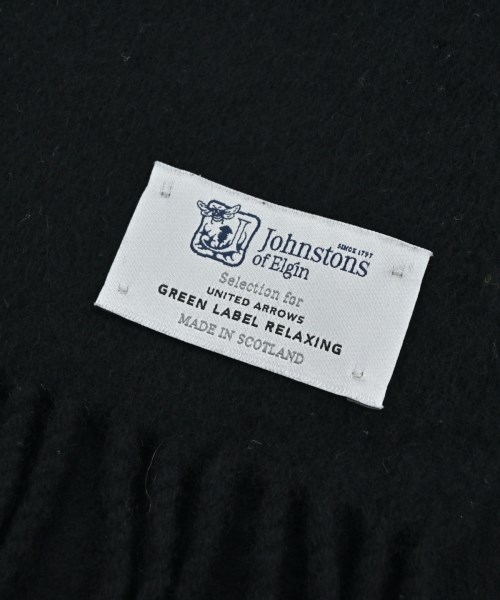 SINCE 1797
Johnstons
of Elgin
Selection for
UNITED ARROWS
GREEN LABEL RELAXING
MADE IN SCOTLAND